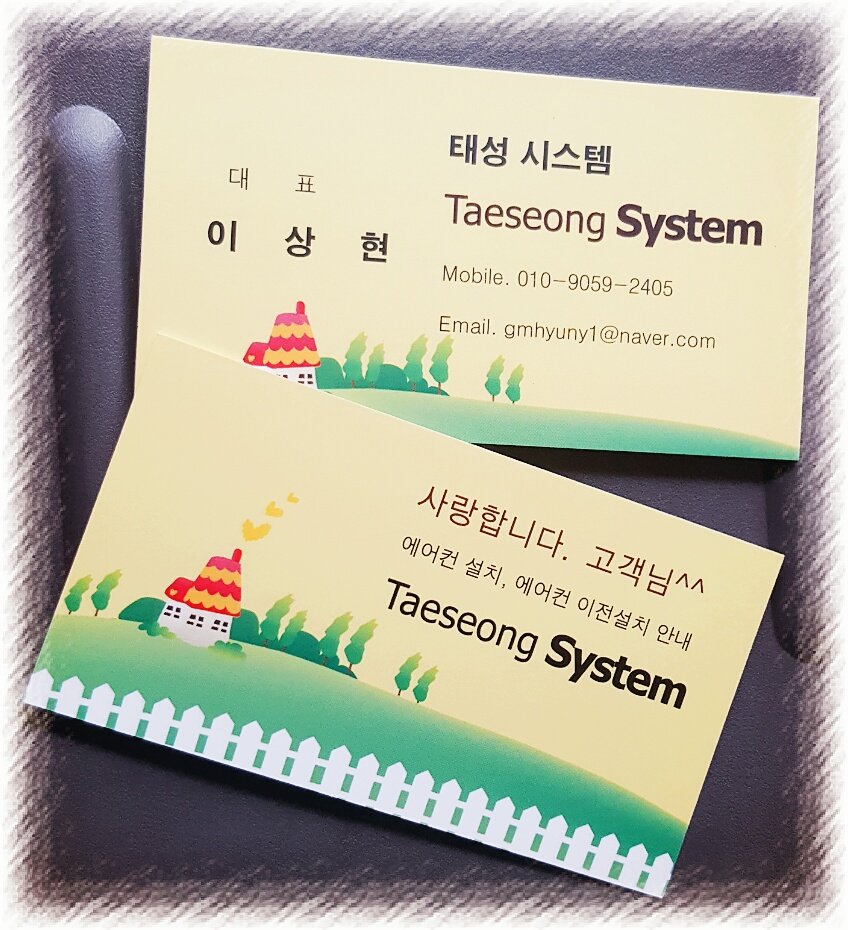 대 표
이 상 현
태성 시스템
Taeseong System
Mobile. 010-9059-2405
Email. gmhyuny1@naver.com
사랑합니다. 고객님^^
에어컨 설치, 에어컨 이전설치 안내
Taeseong System